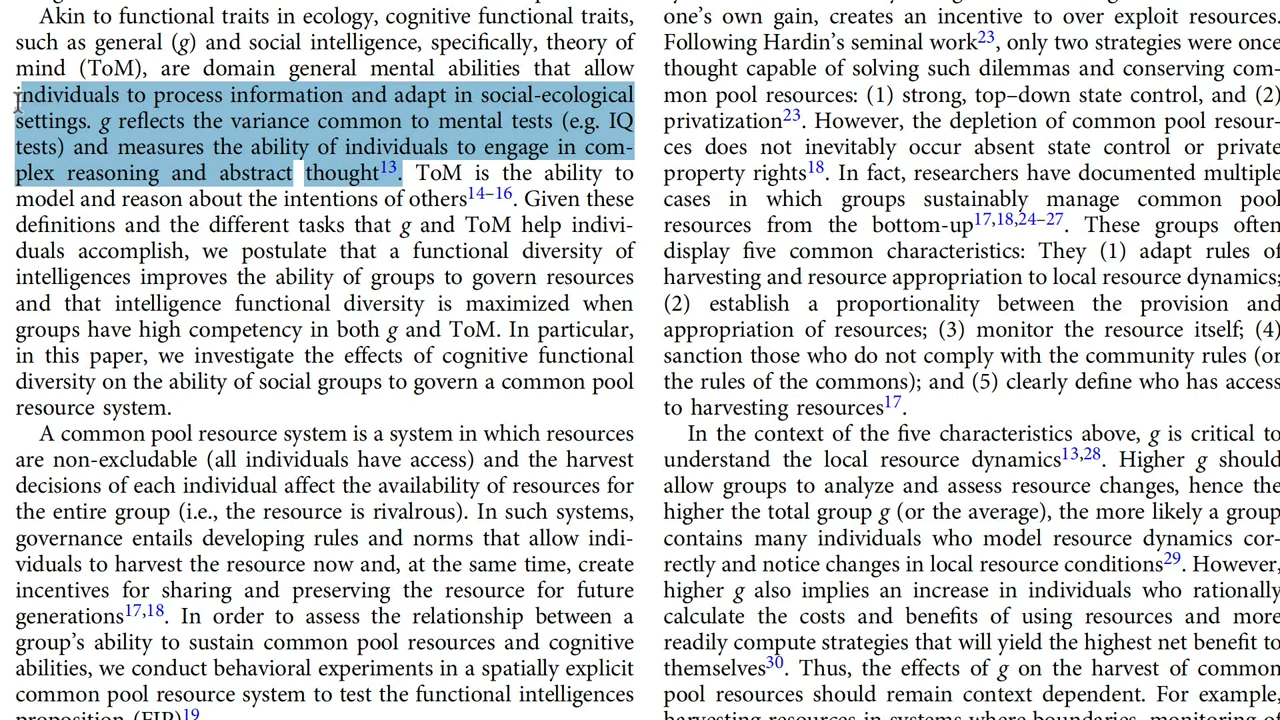 Akin to functional traits in ecology, cognitive functional traits,
such as general (g) and social intelligence, specifically, theory of
mind (ToM), are domain general mental abilities that allow
individuals to process information and adapt in social-ecological
settings g reflects the variance common to mental tests (e.g. IQ
tests) and measures the ability of individuals to engage in com-
plex reasoning and abstract thought13. ToM is the ability to
model and reason about the intentions of others14–16. Given these
definitions and the different tasks that g and ToM help indivi-
duals accomplish, we postulate that a functional diversity of
intelligences improves the ability of groups to govern resources
and that intelligence functional diversity is maximized when
groups have high competency in both g and ToM. In particular,
in this paper, we investigate the effects of cognitive functional
diversity on the ability of social groups to govern a common pool
resource system.
A common pool resource system is a system in which resources
are non-excludable (all individuals have access) and the harvest
decisions of each individual affect the availability of resources for
the entire group (i.e., the resource is rivalrous). In such systems,
governance entails developing rules and norms that allow indi-
viduals to harvest the resource now and, at the same time, create
incentives for sharing and preserving the resource for future
generations17,18. In order to assess the relationship between a
group's ability to sustain common pool resources and cognitive
abilities, we conduct behavioral experiments in a spatially explicit
common pool resource system to test the functional intelligences
proposition (FIP)19
one's own gain, creates an incentive to over exploit resources.
Following Hardin's seminal work23, only two strategies were once
thought capable of solving such dilemmas and conserving com-
mon pool resources: (1) strong, top–down state control, and (2)
privatization23. However, the depletion of common pool resour-
ces does not inevitably occur absent state control or private
property rights18. In fact, researchers have documented multiple
cases in which groups sustainably manage common pool
resources from the bottom-up17,18,24–27. These groups often
display five common characteristics: They (1) adapt rules of
harvesting and resource appropriation to local resource dynamics;
(2) establish a proportionality between the provision and
appropriation of resources; (3) monitor the resource itself; (4)
sanction those who do not comply with the community rules (or
the rules of the commons); and (5) clearly define who has access
to harvesting resources17.
In the context of the five characteristics above, g is critical to
understand the local resource dynamics13,28. Higher g should
allow groups to analyze and assess resource changes, hence the
higher the total group g (or the average), the more likely a group
contains many individuals who model resource dynamics cor-
rectly and notice changes in local resource conditions29. However,
higher g also implies an increase in individuals who rationally
calculate the costs and benefits of using resources and more
readily compute strategies that will yield the highest net benefit to
themselves30. Thus, the effects of g on the harvest of common
pool resources should remain context dependent. For example,
harvesting resources in systems where boundaries, monitoring of